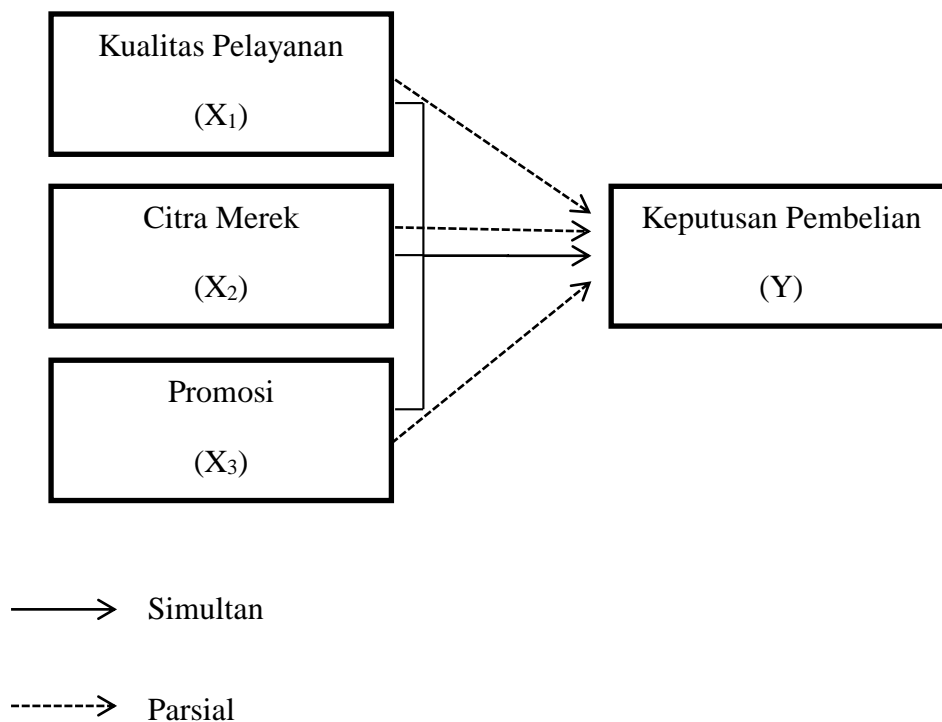 Kualitas Pelayanan
(X₁)
Citra Merek
(X₂)
Promosi
(X₃)
Keputusan Pembelian
(Y)
Simultan
Parsial